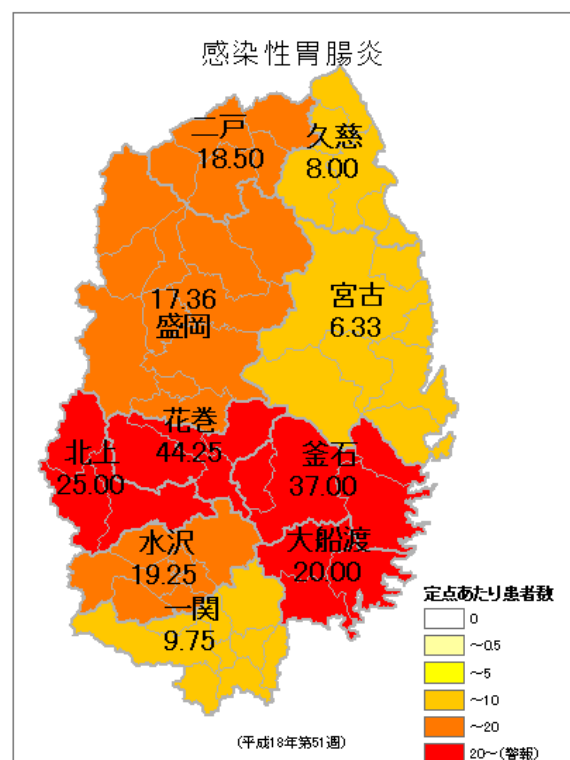 感染性胃腸炎
二戸
18.50
久慈
8.00
17.36
盛岡
宮古
6.33
花巻
44.25
北上
25.00
釜石
37.00
水沢
19.25
大船渡
20.00
一関
9.75
定点あたり患者数
0
～0.5
～5
～10
～20
20～(警報)
(平成18年第51週)